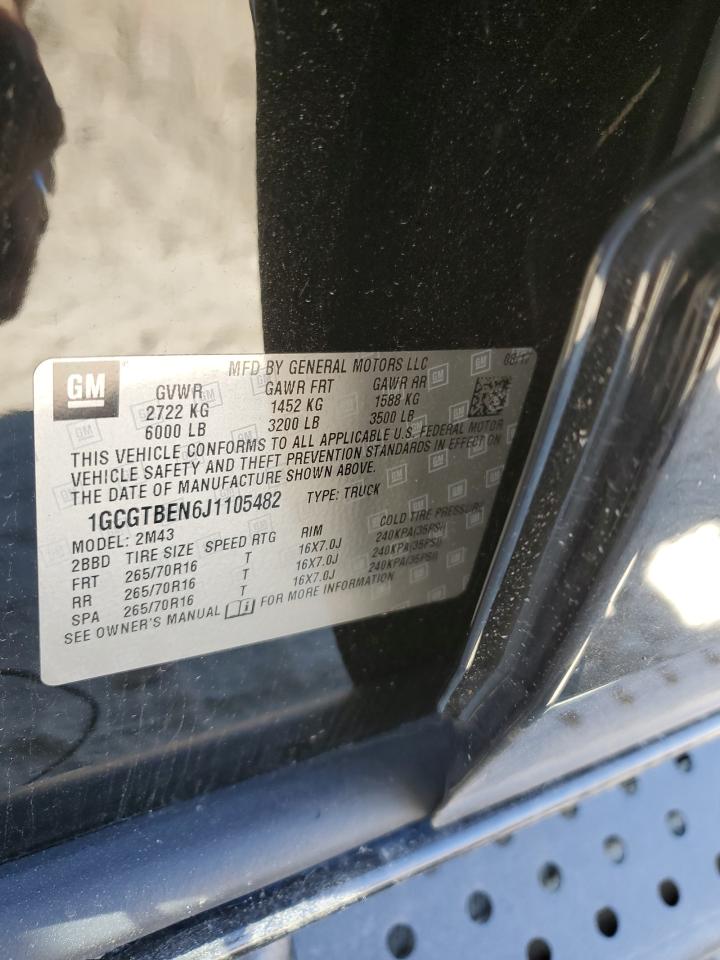 GM
MFD BY GENERAL MOTORS LLC 08/17
GVWR GAWR FRT GAWR RR
2722 KG 1452 KG 1588 KG
6000 LB 3200 LB 3500 LB
THIS VEHICLE CONFORMS TO ALL APPLICABLE U.S. FEDERAL MOTOR
VEHICLE SAFETY AND THEFT PREVENTION STANDARDS IN EFFECT ON
THE DATE OF MANUFACTURE SHOWN ABOVE.
1GCGTBEN6J1105482 TYPE: TRUCK
MODEL: 2M43
2BBD TIRE SIZE SPEED RTG RIM COLD TIRE PRESSURE
FRT 265/70R16 T 16X7.0J 240KPA(35PSI)
RR 265/70R16 T 16X7.0J 240KPA(35PSI)
SPA 265/70R16 T 16X7.0J 240KPA(35PSI)
SEE OWNER'S MANUAL FOR MORE INFORMATION